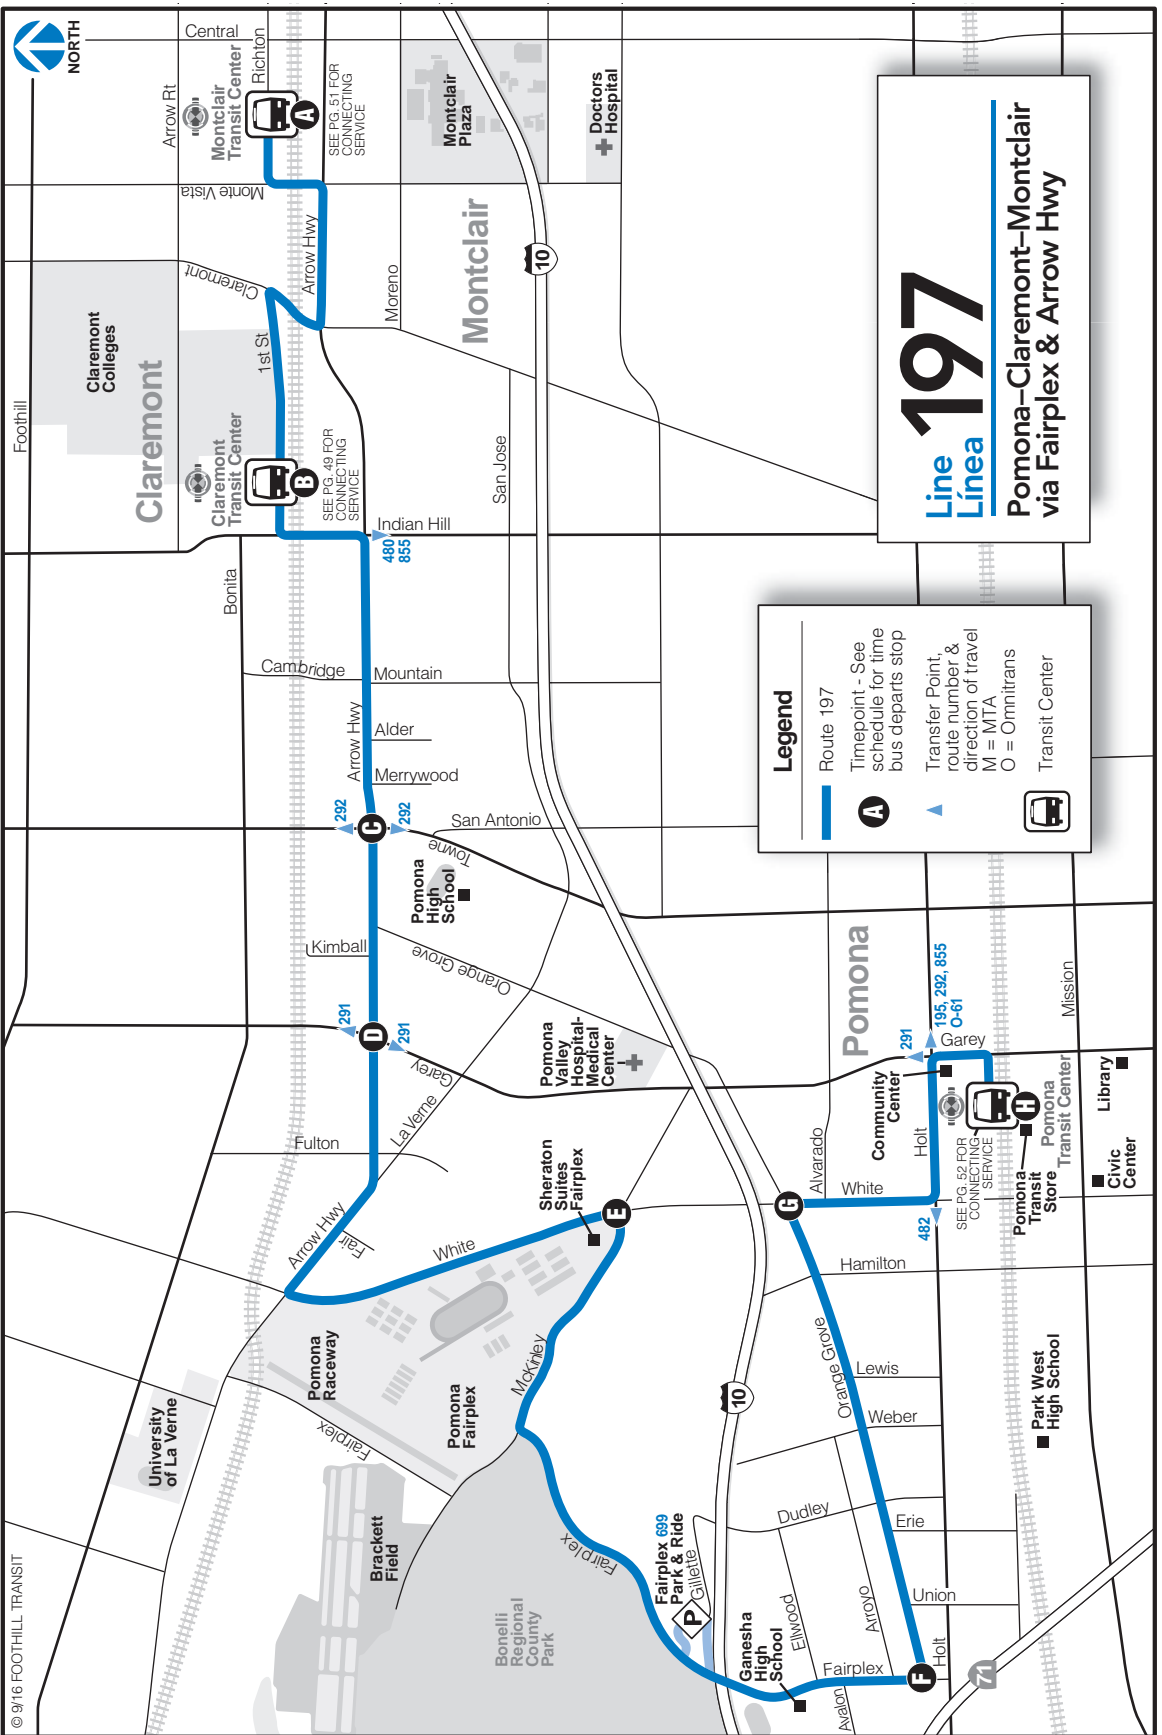 NORTH
Central
Richton
Arrow Rt
Montclair
Transit Center
A
SEE PG. 51 FOR
CONNECTING
SERVICE
Monte Vista
Montclair
Plaza
Doctors
Hospital
10
Montclair
Moreno
Arrow Hwy
Claremont
1st St
Claremont
Colleges
Claremont
Foothill
Claremont
Transit Center
B
SEE PG. 49 FOR
CONNECTING
SERVICE
San Jose
Indian Hill
480
855
Bonita
Cambridge
Mountain
Arrow Hwy
Alder
Merrywood
292
C
292
San Antonio
Towne
Pomona
High
School
Kimball
Orange Grove
291
D
291
Garey
La Verne
Fulton
Pomona
Valley
Hospital-
Medical
Center
Arrow Hwy
Fair
White
Sheraton
Suites
Fairplex
E
McKinley
Pomona
Raceway
Pomona
Fairplex
Fairplex
University
of La Verne
Brackett
Field
Bonelli
Regional
County
Park
Fairplex
Fairplex 699
Park & Ride
P
Gillette
Ganesha
High
School
Fairplex
Avalon
F
Holt
71
Ellwood
Arroyo
Dudley
Union
Erie
Weber
Lewis
Orange Grove
Hamilton
10
G
Alvarado
White
482
Holt
Community
Center
291
195, 292, 855
O-61
Garey
Pomona
Mission
SEE PG. 52 FOR
CONNECTING
SERVICE
H
Pomona
Transit Center
Pomona
Transit
Store
Library
Civic
Center
Park West
High School
Line
Línea
197
Pomona–Claremont–Montclair
via Fairplex & Arrow Hwy
Legend
Route 197
A
Timepoint - See
schedule for time
bus departs stop
Transfer Point,
route number &
direction of travel
M = MTA
O = Omnitrans
Transit Center
© 9/16 FOOTHILL TRANSIT